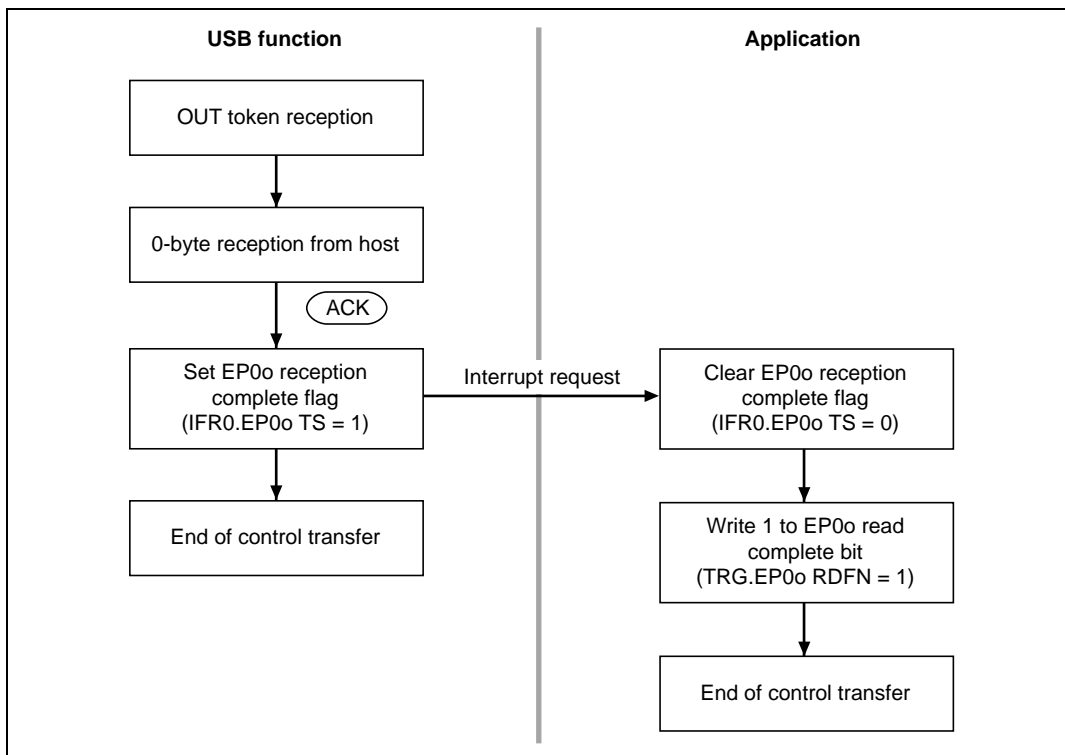 USB function
Application
OUT token reception
0-byte reception from host
ACK
Set EP0o reception
complete flag
(IFR0.EP0o TS = 1)
Interrupt request
Clear EP0o reception
complete flag
(IFR0.EP0o TS = 0)
End of control transfer
Write 1 to EP0o read
complete bit
(TRG.EP0o RDFN = 1)
End of control transfer